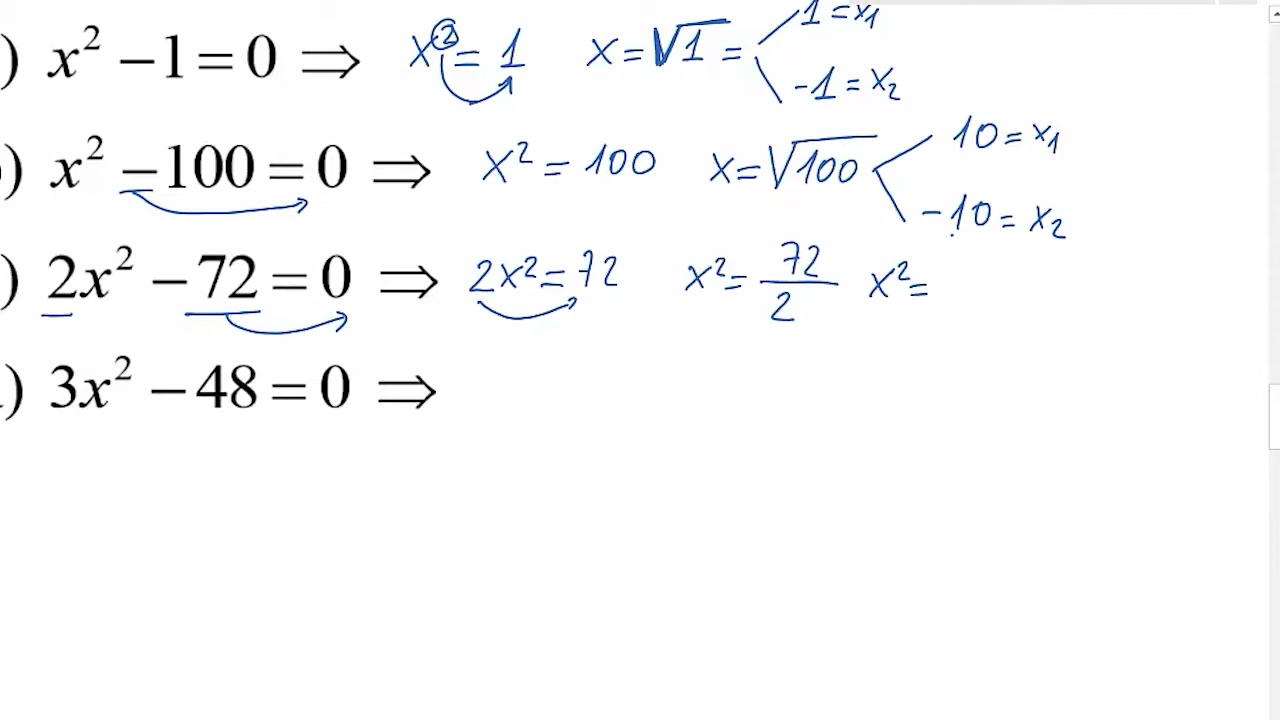 ) x² − 1 = 0 ⇒ x² = 1 x = √1 = 1 = x₁ -1 = x₂
) x² − 100 = 0 ⇒ x² = 100 x = √100 10 = x₁ -10 = x₂
) 2x² − 72 = 0 ⇒ 2x² = 72 x² = 72/2 x² =
) 3x² − 48 = 0 ⇒